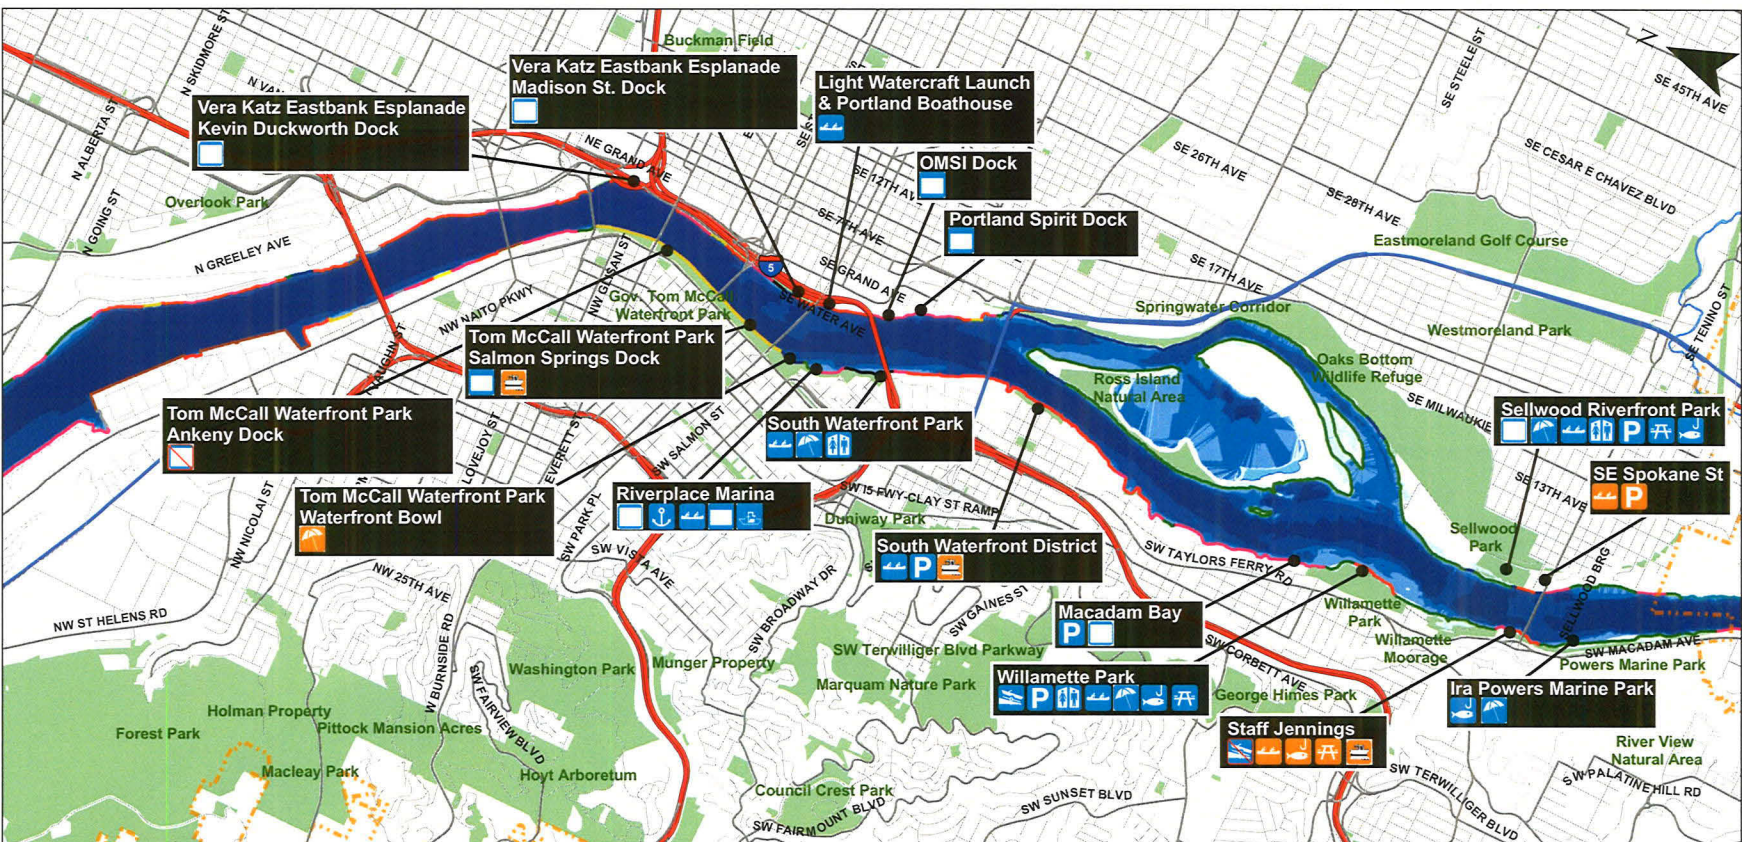 Buckman Field
N SKIDMORE ST
N VAN
N ALBERTA ST
N GOING ST
Overlook Park
N GREELEY AVE
Vera Katz Eastbank Esplanade
Kevin Duckworth Dock
Vera Katz Eastbank Esplanade
Madison St. Dock
Light Watercraft Launch
& Portland Boathouse
OMSI Dock
Portland Spirit Dock
NE GRAND AVE
SE 12TH AV
SE 7TH AVE
SE GRAND AVE
SE WATER AVE
5
SE 17TH AVE
SE 26TH AVE
SE 28TH AVE
SE STEELE ST
N
SE 45TH AVE
SE CESAR E CHAVEZ BLVD
Eastmoreland Golf Course
Springwater Corridor
Westmoreland Park
SE TENINO ST
Oaks Bottom
Wildlife Refuge
SE MILWAUKIE
Ross Island
Natural Area
NW GLISAN ST
NW NAITO PKWY
Gov. Tom McCall
Waterfront Park
VAUGHN ST
Tom McCall Waterfront Park
Salmon Springs Dock
Tom McCall Waterfront Park
Ankeny Dock
LOVEJOY ST
EVERETT ST
SW SALMON ST
South Waterfront Park
Sellwood Riverfront Park
P
SE Spokane St
P
SE 13TH AVE
Sellwood
Park
SELLWOOD BRG
Tom McCall Waterfront Park
Waterfront Bowl
Riverplace Marina
SW I5 FWY-CLAY ST RAMP
Duniway Park
South Waterfront District
P
SW TAYLORS FERRY RD
NW NICOLAI ST
NW ST HELENS RD
NW 25TH AVE
SW PARK PL
SW VISTA AVE
SW BROADWAY DR
SW GAINES ST
Macadam Bay
P
Willamette
Park
Willamette
Moorage
SW MACADAM AVE
Powers Marine Park
W BURNSIDE RD
SW FAIRVIEW BLVD
Washington Park
Munger Property
SW Terwilliger Blvd Parkway
Marquam Nature Park
SW CORBETT AVE
Willamette Park
P
George Himes Park
Ira Powers Marine Park
Staff Jennings
Holman Property
Forest Park
Pittock Mansion Acres
Macleay Park
Hoyt Arboretum
Council Crest Park
SW FAIRMOUNT BLVD
SW SUNSET BLVD
SW TERWILLIGER BLVD
SW PALATINE HILL RD
River View
Natural Area